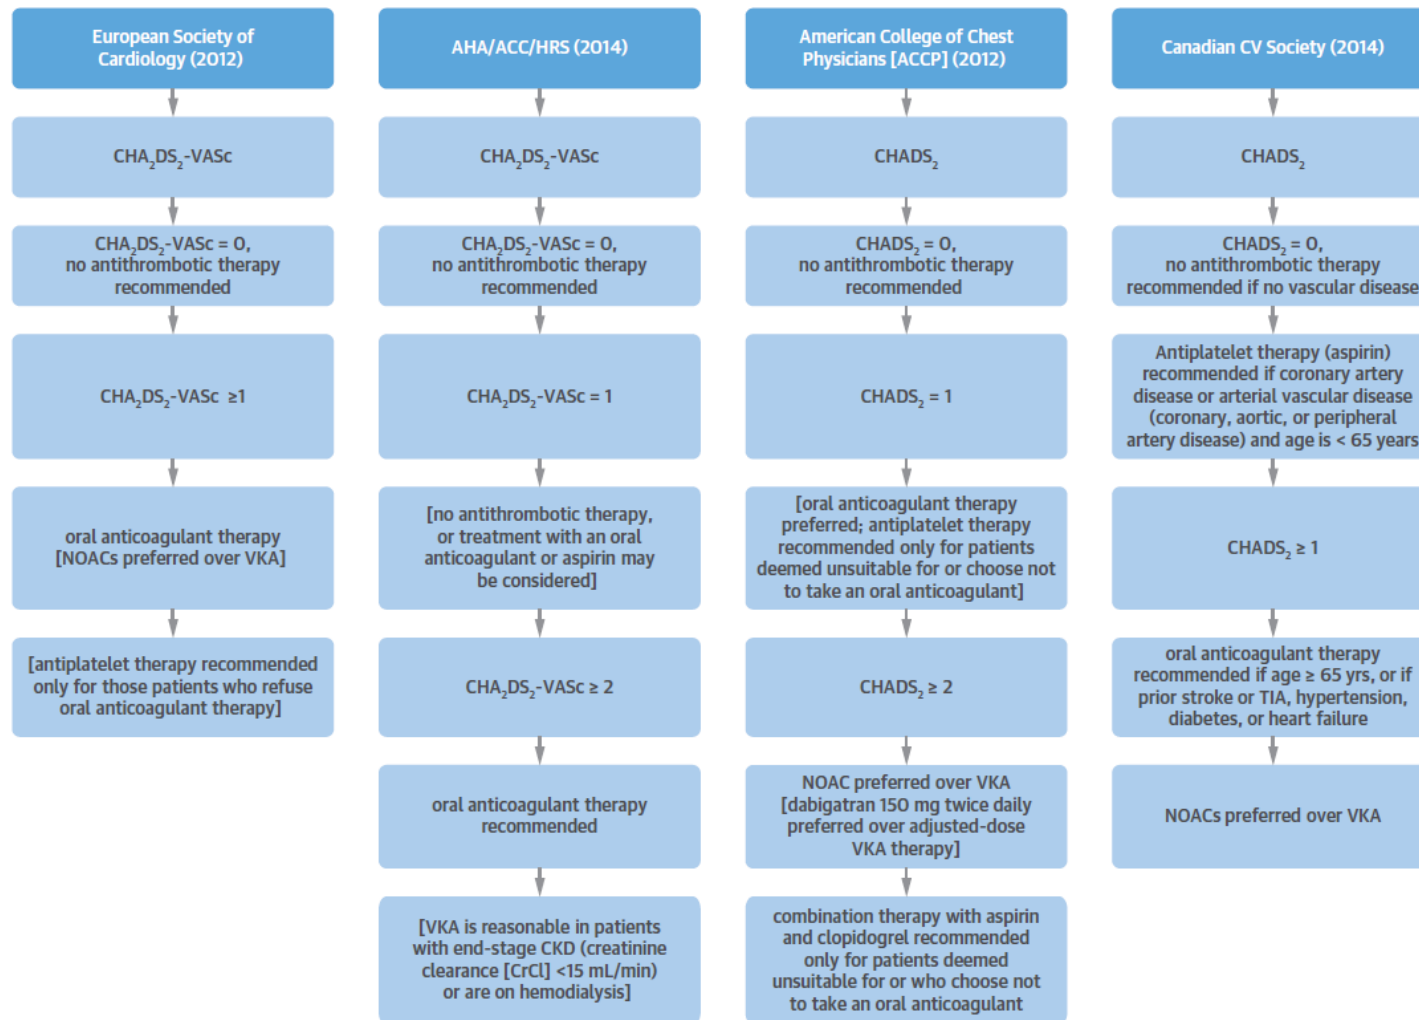 European Society of
Cardiology (2012)
CHA₂DS₂-VASc
CHA₂DS₂-VASc = 0,
no antithrombotic therapy
recommended
CHA₂DS₂-VASc ≥1
oral anticoagulant therapy
[NOACs preferred over VKA]
[antiplatelet therapy recommended
only for those patients who refuse
oral anticoagulant therapy]
AHA/ACC/HRS (2014)
CHA₂DS₂-VASc
CHA₂DS₂-VASc = 0,
no antithrombotic therapy
recommended
CHA₂DS₂-VASc = 1
[no antithrombotic therapy,
or treatment with an oral
anticoagulant or aspirin may
be considered]
CHA₂DS₂-VASc ≥ 2
oral anticoagulant therapy
recommended
[VKA is reasonable in patients
with end-stage CKD (creatinine
clearance [CrCl] <15 mL/min)
or are on hemodialysis]
American College of Chest
Physicians [ACCP] (2012)
CHADS₂
CHADS₂ = 0,
no antithrombotic therapy
recommended
CHADS₂ = 1
[oral anticoagulant therapy
preferred; antiplatelet therapy
recommended only for patients
deemed unsuitable for or choose not
to take an oral anticoagulant]
CHADS₂ ≥ 2
NOAC preferred over VKA
[dabigatran 150 mg twice daily
preferred over adjusted-dose
VKA therapy]
combination therapy with aspirin
and clopidogrel recommended
only for patients deemed
unsuitable for or who choose not
to take an oral anticoagulant
Canadian CV Society (2014)
CHADS₂
CHADS₂ = 0,
no antithrombotic therapy
recommended if no vascular disease
Antiplatelet therapy (aspirin)
recommended if coronary artery
disease or arterial vascular disease
(coronary, aortic, or peripheral
artery disease) and age is < 65 years
CHADS₂ ≥ 1
oral anticoagulant therapy
recommended if age ≥ 65 yrs, or if
prior stroke or TIA, hypertension,
diabetes, or heart failure
NOACs preferred over VKA